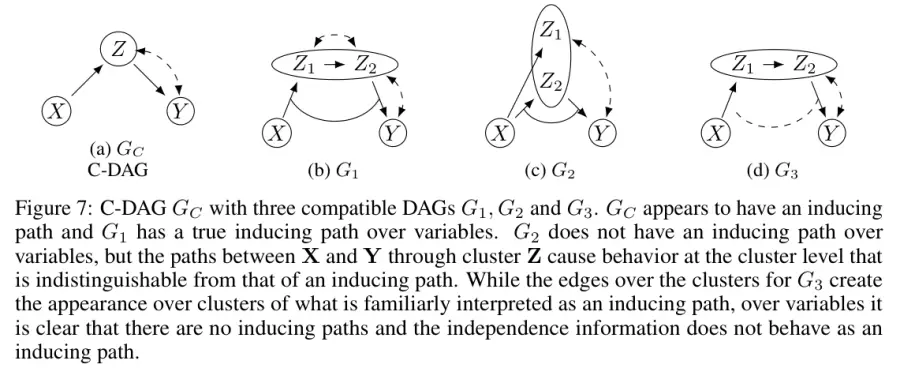 Z
X
Y
(a) G_C
C-DAG
Z_1
Z_2
X
Y
(b) G_1
Z_1
Z_2
X
Y
(c) G_2
Z_1
Z_2
X
Y
(d) G_3
Figure 7: C-DAG G_C with three compatible DAGs G_1, G_2 and G_3. G_C appears to have an inducing
path and G_1 has a true inducing path over variables. G_2 does not have an inducing path over
variables, but the paths between X and Y through cluster Z cause behavior at the cluster level that
is indistinguishable from that of an inducing path. While the edges over the clusters for G_3 create
the appearance over clusters of what is familiarly interpreted as an inducing path, over variables it
is clear that there are no inducing paths and the independence information does not behave as an
inducing path.